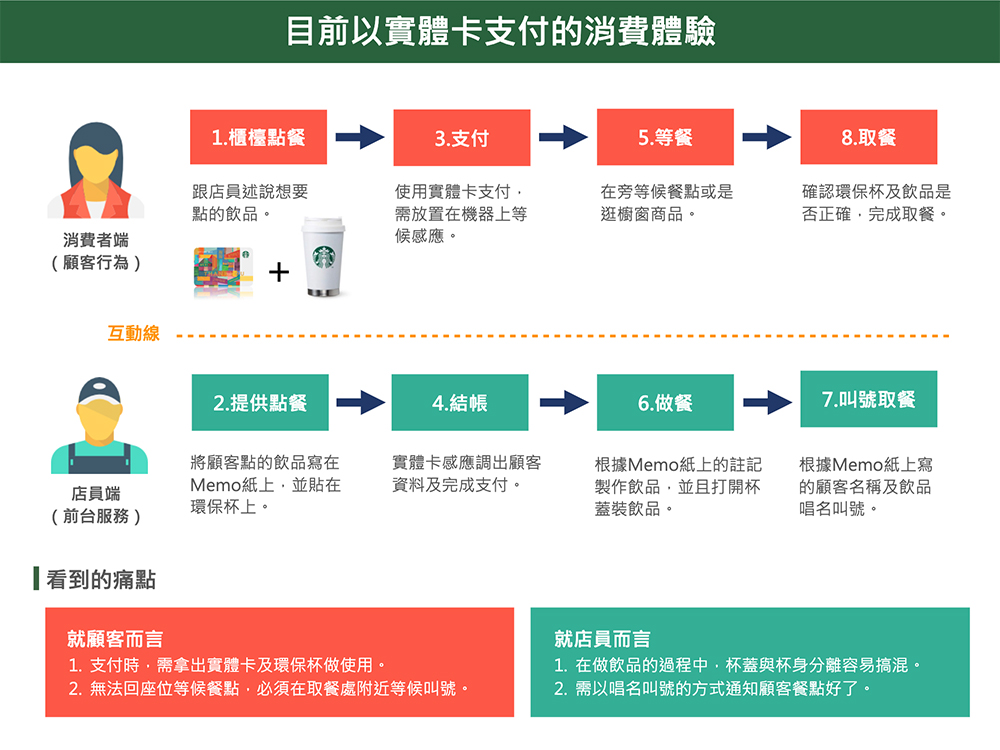 目前以實體卡支付的消費體驗
1.櫃檯點餐
3.支付
5.等餐
8.取餐
跟店員述說想要
點的飲品。
使用實體卡支付，
需放置在機器上等
候感應。
在旁等候餐點或是
逛櫥窗商品。
確認環保杯及飲品是
否正確，完成取餐。
消費者端
(顧客行為)
+
互動線
2.提供點餐
4.結帳
6.做餐
7.叫號取餐
將顧客點的飲品寫在
Memo紙上，並貼在
環保杯上。
實體卡感應調出顧客
資料及完成支付。
根據Memo紙上的註記
製作飲品，並且打開杯
蓋裝飲品。
根據Memo紙上寫
的顧客名稱及飲品
唱名叫號。
店員端
(前台服務)
看到的痛點
就顧客而言
1. 支付時，需拿出實體卡及環保杯做使用。
2. 無法回座位等候餐點，必須在取餐處附近等候叫號。
就店員而言
1. 在做飲品的過程中，杯蓋與杯身分離容易搞混。
2. 需以唱名叫號的方式通知顧客餐點好了。